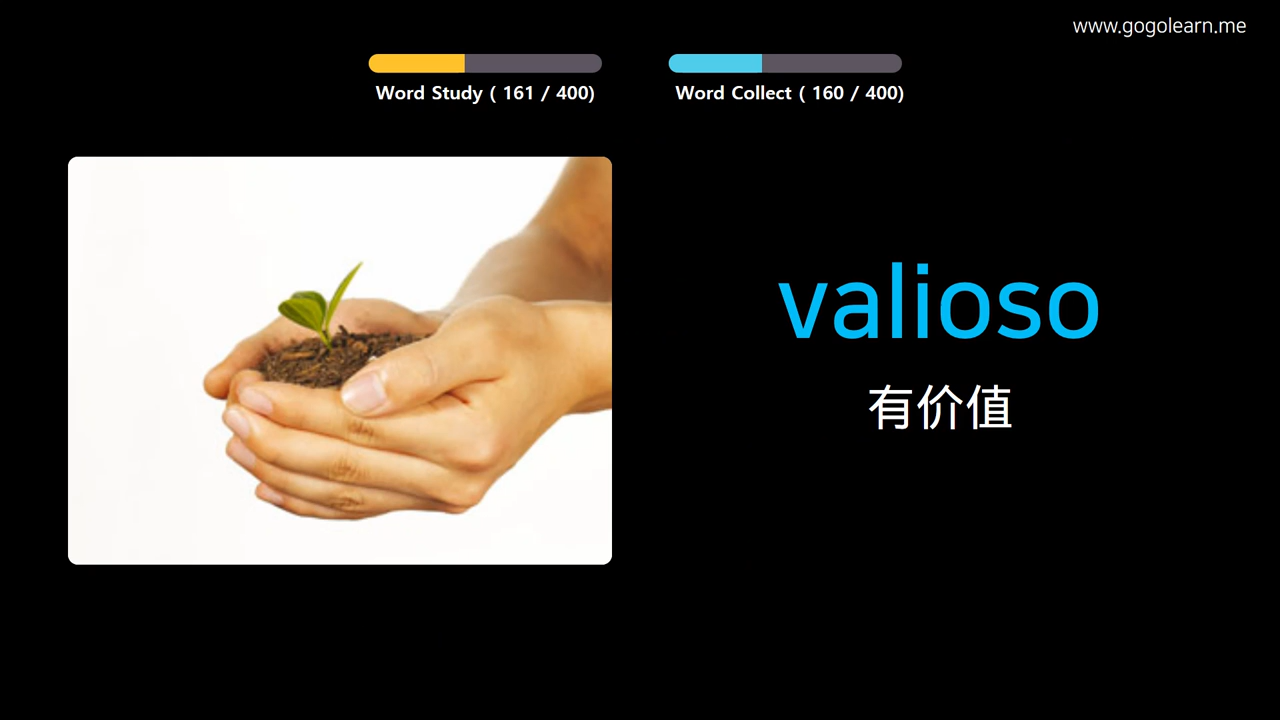 www.gogolearn.me
Word Study ( 161 / 400)
Word Collect ( 160 / 400)
valioso
有价值